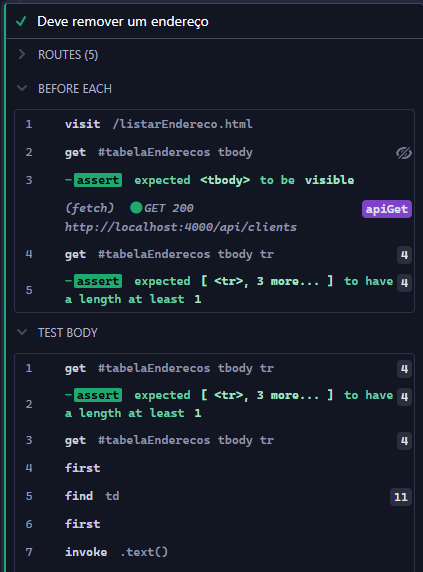 Deve remover um endereço
ROUTES (5)
BEFORE EACH
1 visit /listarEndereco.html
2 get #tabelaEnderecos tbody
3 -assert expected <tbody> to be visible
(fetch) GET 200 apiGet
http://localhost:4000/api/clients
4 get #tabelaEnderecos tbody tr 4
5 -assert expected [ <tr>, 3 more... ] to have 4
a length at least 1
TEST BODY
1 get #tabelaEnderecos tbody tr 4
2 -assert expected [ <tr>, 3 more... ] to have 4
a length at least 1
3 get #tabelaEnderecos tbody tr 4
4 first
5 find td 11
6 first
7 invoke .text()